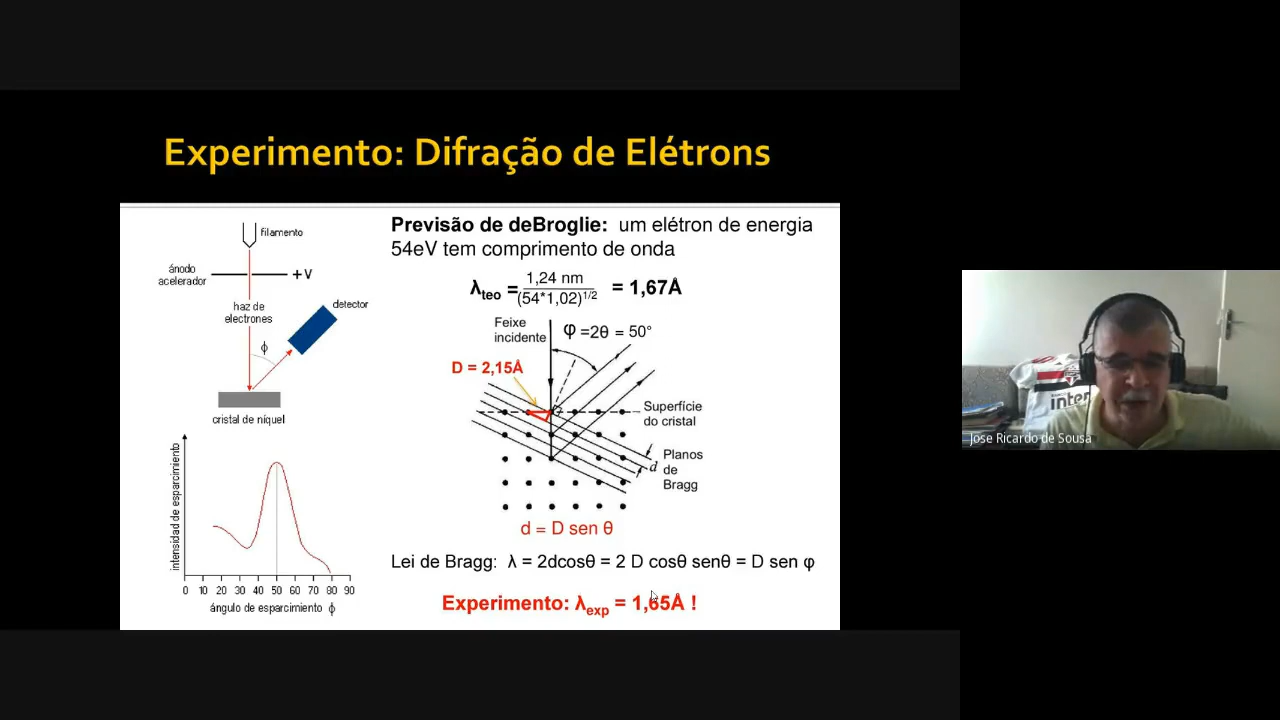 Experimento: Difração de Elétrons
filamento
ánodo
acelerador
+V
haz de
electrones
detector
ϕ
cristal de níquel
intensidad de esparcimiento
0 10 20 30 40 50 60 70 80 90
ángulo de esparcimiento ϕ
Previsão de deBroglie: um elétron de energia
54eV tem comprimento de onda
λteo = 1,24 nm / (54*1,02)^1/2 = 1,67Å
Feixe
incidente
φ =2θ = 50°
D = 2,15Å
Superfície
do cristal
d
Planos
de
Bragg
d = D sen θ
Lei de Bragg: λ = 2dcosθ = 2 D cosθ senθ = D sen φ
Experimento: λexp = 1,65Å !
inter
Jose Ricardo de Sousa